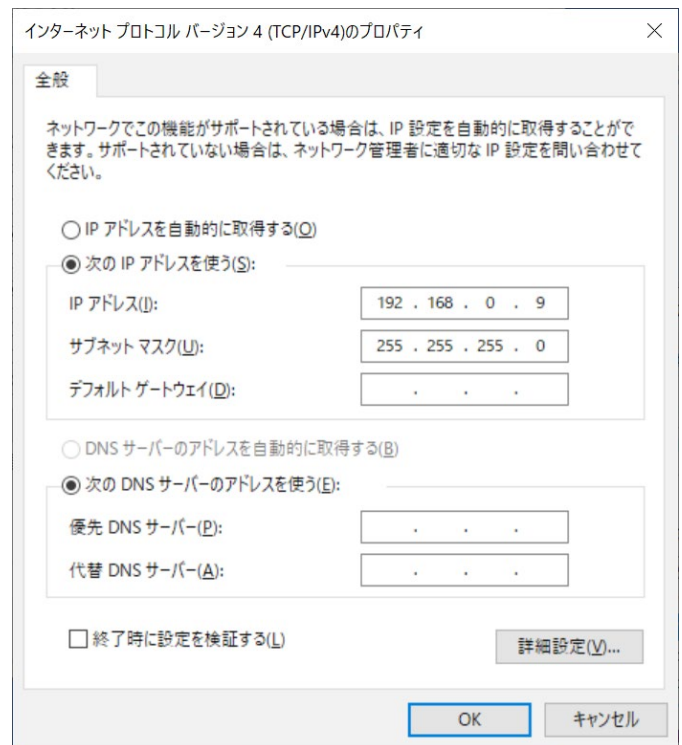 インターネット プロトコル バージョン 4 (TCP/IPv4)のプロパティ
全般
ネットワークでこの機能がサポートされている場合は、IP 設定を自動的に取得することがで
きます。サポートされていない場合は、ネットワーク管理者に適切な IP 設定を問い合わせて
ください。
IP アドレスを自動的に取得する(O)
次の IP アドレスを使う(S):
IP アドレス(I): 192 . 168 . 0 . 9
サブネット マスク(U): 255 . 255 . 255 . 0
デフォルト ゲートウェイ(D): . . .
DNS サーバーのアドレスを自動的に取得する(B)
次の DNS サーバーのアドレスを使う(E):
優先 DNS サーバー(P): . . .
代替 DNS サーバー(A): . . .
終了時に設定を検証する(L)
詳細設定(V)...
OK キャンセル